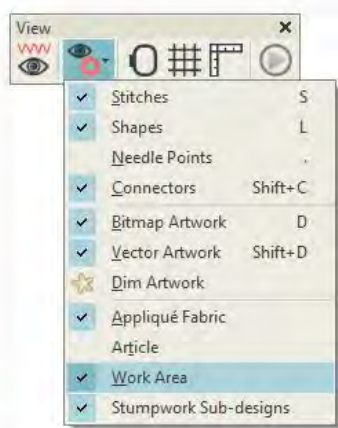 View
Stitches S
Shapes L
Needle Points .
Connectors Shift+C
Bitmap Artwork D
Vector Artwork Shift+D
Dim Artwork
Appliqué Fabric
Article
Work Area
Stumpwork Sub-designs